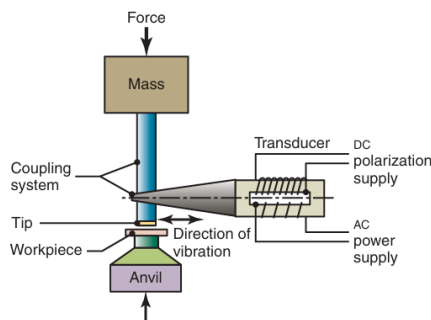 Force
Mass
Transducer
DC
polarization
supply
Coupling
system
AC
power
supply
Tip
Direction of
vibration
Workpiece
Anvil